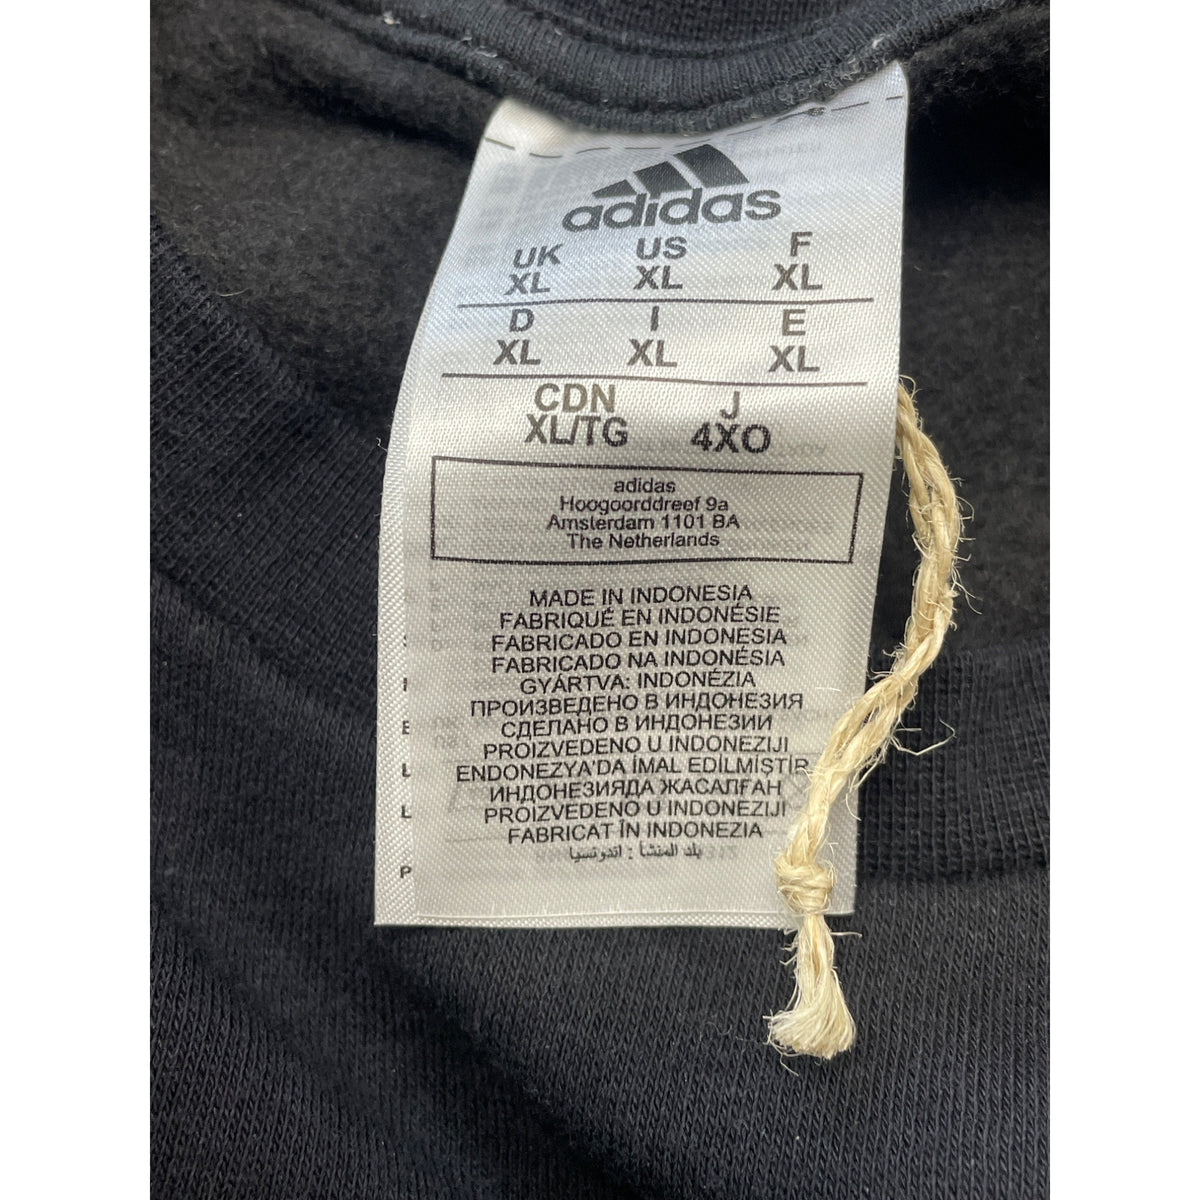 adidas
UK US F
XL XL XL
D I E
XL XL XL
CDN J
XL/TG 4XO
adidas
Hoogoorddreef 9a
Amsterdam 1101 BA
The Netherlands
MADE IN INDONESIA
FABRIQUÉ EN INDONÉSIE
FABRICADO EN INDONESIA
FABRICADO NA INDONÉSIA
GYÁRTVA: INDONÉZIA
ПРОИЗВЕДЕНО В ИНДОНЕЗИЯ
СДЕЛАНО В ИНДОНЕЗИИ
PROIZVEDENO U INDONEZIJI
ENDONEZYA'DA İMAL EDİLMİŞTİR
ИНДОНЕЗИЯДА ЖАСАЛҒАН
PROIZVEDENO U INDONEZIJI
FABRICAT ÎN INDONEZIA
بلد المنشأ : اندونسيا